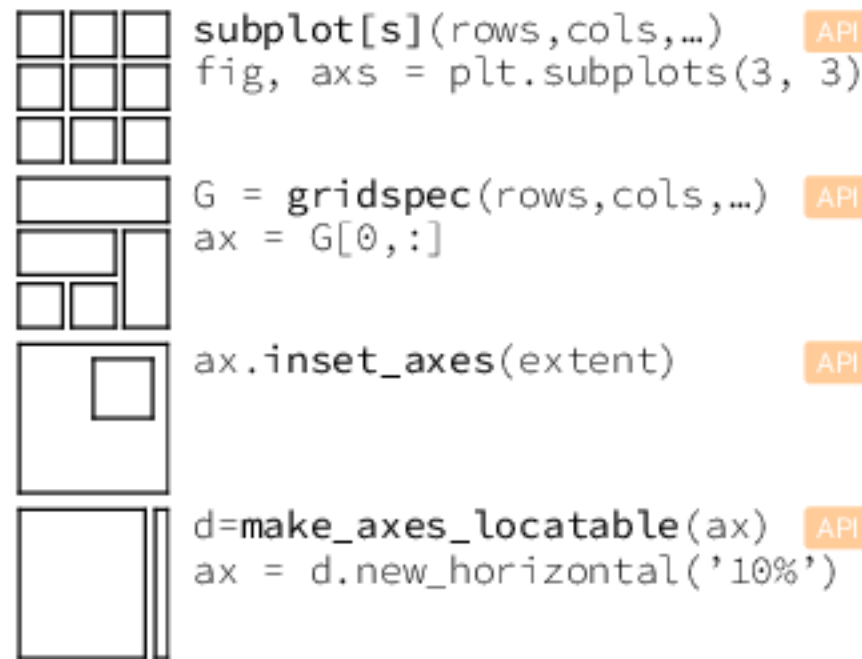 subplot[s](rows,cols,…) API
fig, axs = plt.subplots(3, 3)
G = gridspec(rows,cols,…) API
ax = G[0,:]
ax.inset_axes(extent) API
d=make_axes_locatable(ax) API
ax = d.new_horizontal(’10%’)